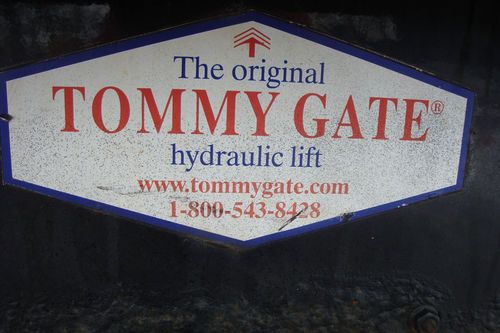 The original
TOMMY GATE®
hydraulic lift
www.tommygate.com
1-800-543-8428